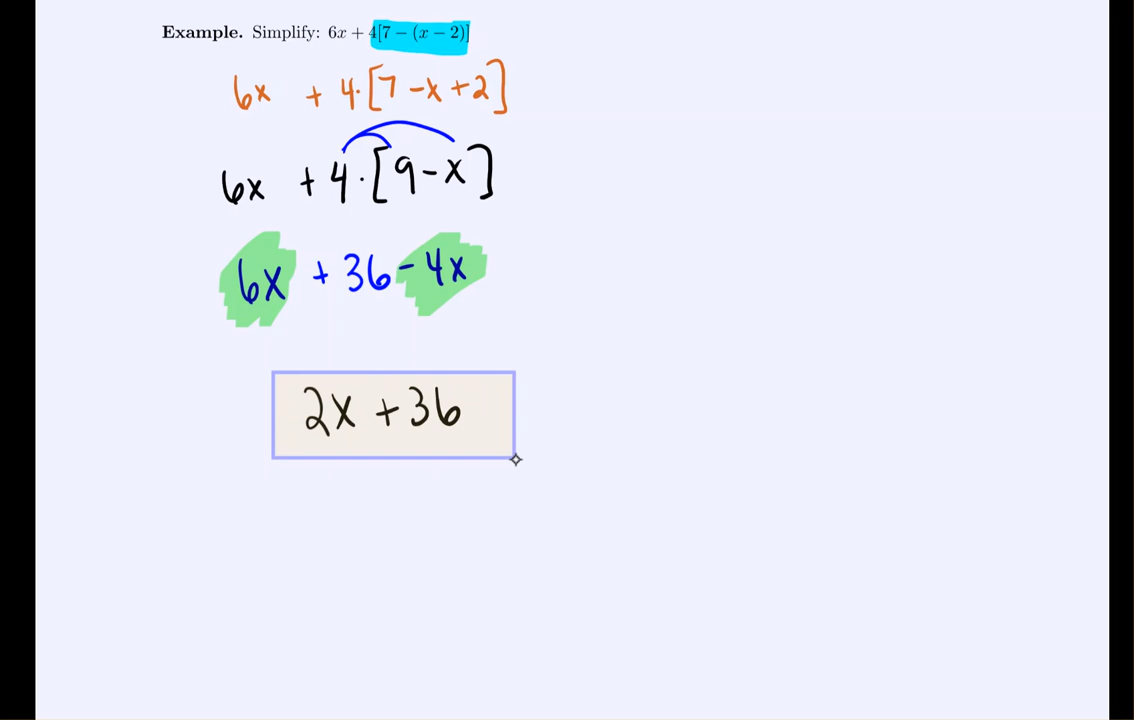 Example. Simplify: 6x + 4[7 − (x − 2)]
6x + 4·[7 −x +2]
6x + 4·[9 − x]
6x + 36 − 4x
2x + 36